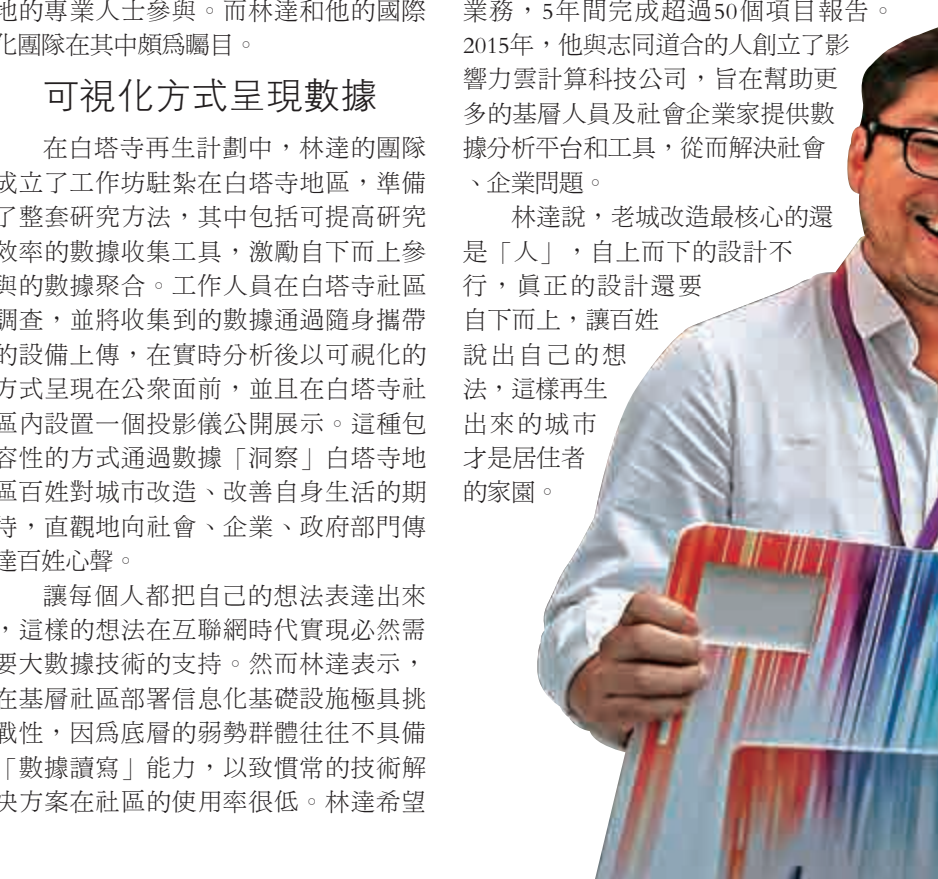 地的專業人士參與。而林達和他的國際
化團隊在其中頗爲矚目。
可視化方式呈現數據
在白塔寺再生計劃中，林達的團隊
成立了工作坊駐紮在白塔寺地區，準備
了整套研究方法，其中包括可提高研究
效率的數據收集工具，激勵自下而上參
與的數據聚合。工作人員在白塔寺社區
調查，並將收集到的數據通過隨身攜帶
的設備上傳，在實時分析後以可視化的
方式呈現在公衆面前，並且在白塔寺社
區內設置一個投影儀公開展示。這種包
容性的方式通過數據「洞察」白塔寺地
區百姓對城市改造、改善自身生活的期
待，直觀地向社會、企業、政府部門傳
達百姓心聲。
讓每個人都把自己的想法表達出來
，這樣的想法在互聯網時代實現必然需
要大數據技術的支持。然而林達表示，
在基層社區部署信息化基礎設施極具挑
戰性，因爲底層的弱勢群體往往不具備
「數據讀寫」能力，以致慣常的技術解
決方案在社區的使用率很低。林達希望
業務，5年間完成超過50個項目報告。
2015年，他與志同道合的人創立了影
響力雲計算科技公司，旨在幫助更
多的基層人員及社會企業家提供數
據分析平台和工具，從而解決社會
、企業問題。
林達說，老城改造最核心的還
是「人」，自上而下的設計不
行，眞正的設計還要
自下而上，讓百姓
說出自己的想
法，這樣再生
出來的城市
才是居住者
的家園。